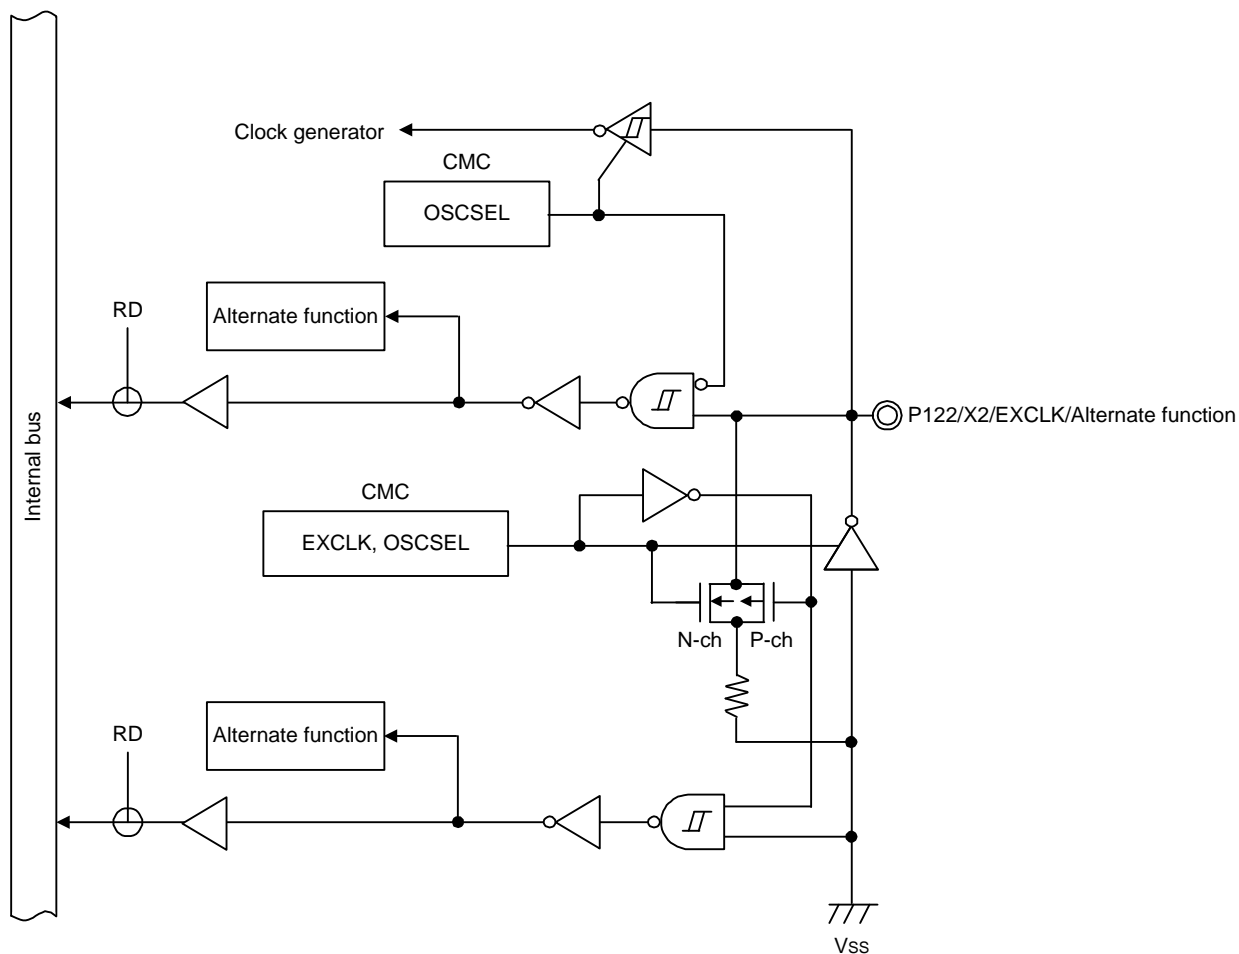 Clock generator
CMC
OSCSEL
RD
Alternate function
Internal bus
P122/X2/EXCLK/Alternate function
CMC
EXCLK, OSCSEL
N-ch
P-ch
RD
Alternate function
Vss